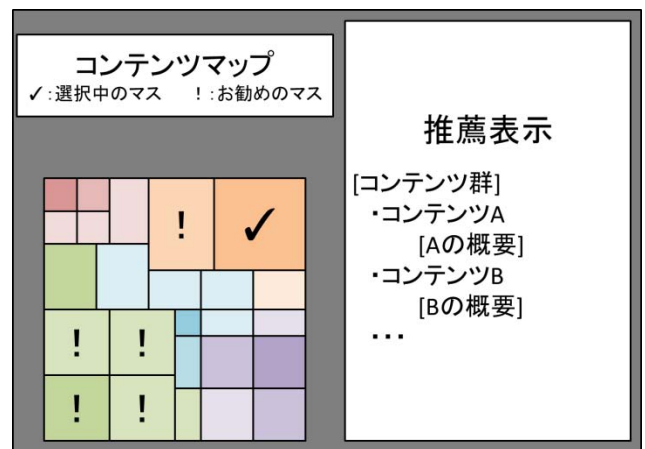 コンテンツマップ
✓:選択中のマス !:お勧めのマス
! ✓
! !
! !
推薦表示
[コンテンツ群]
・コンテンツA
[Aの概要]
・コンテンツB
[Bの概要]
・・・